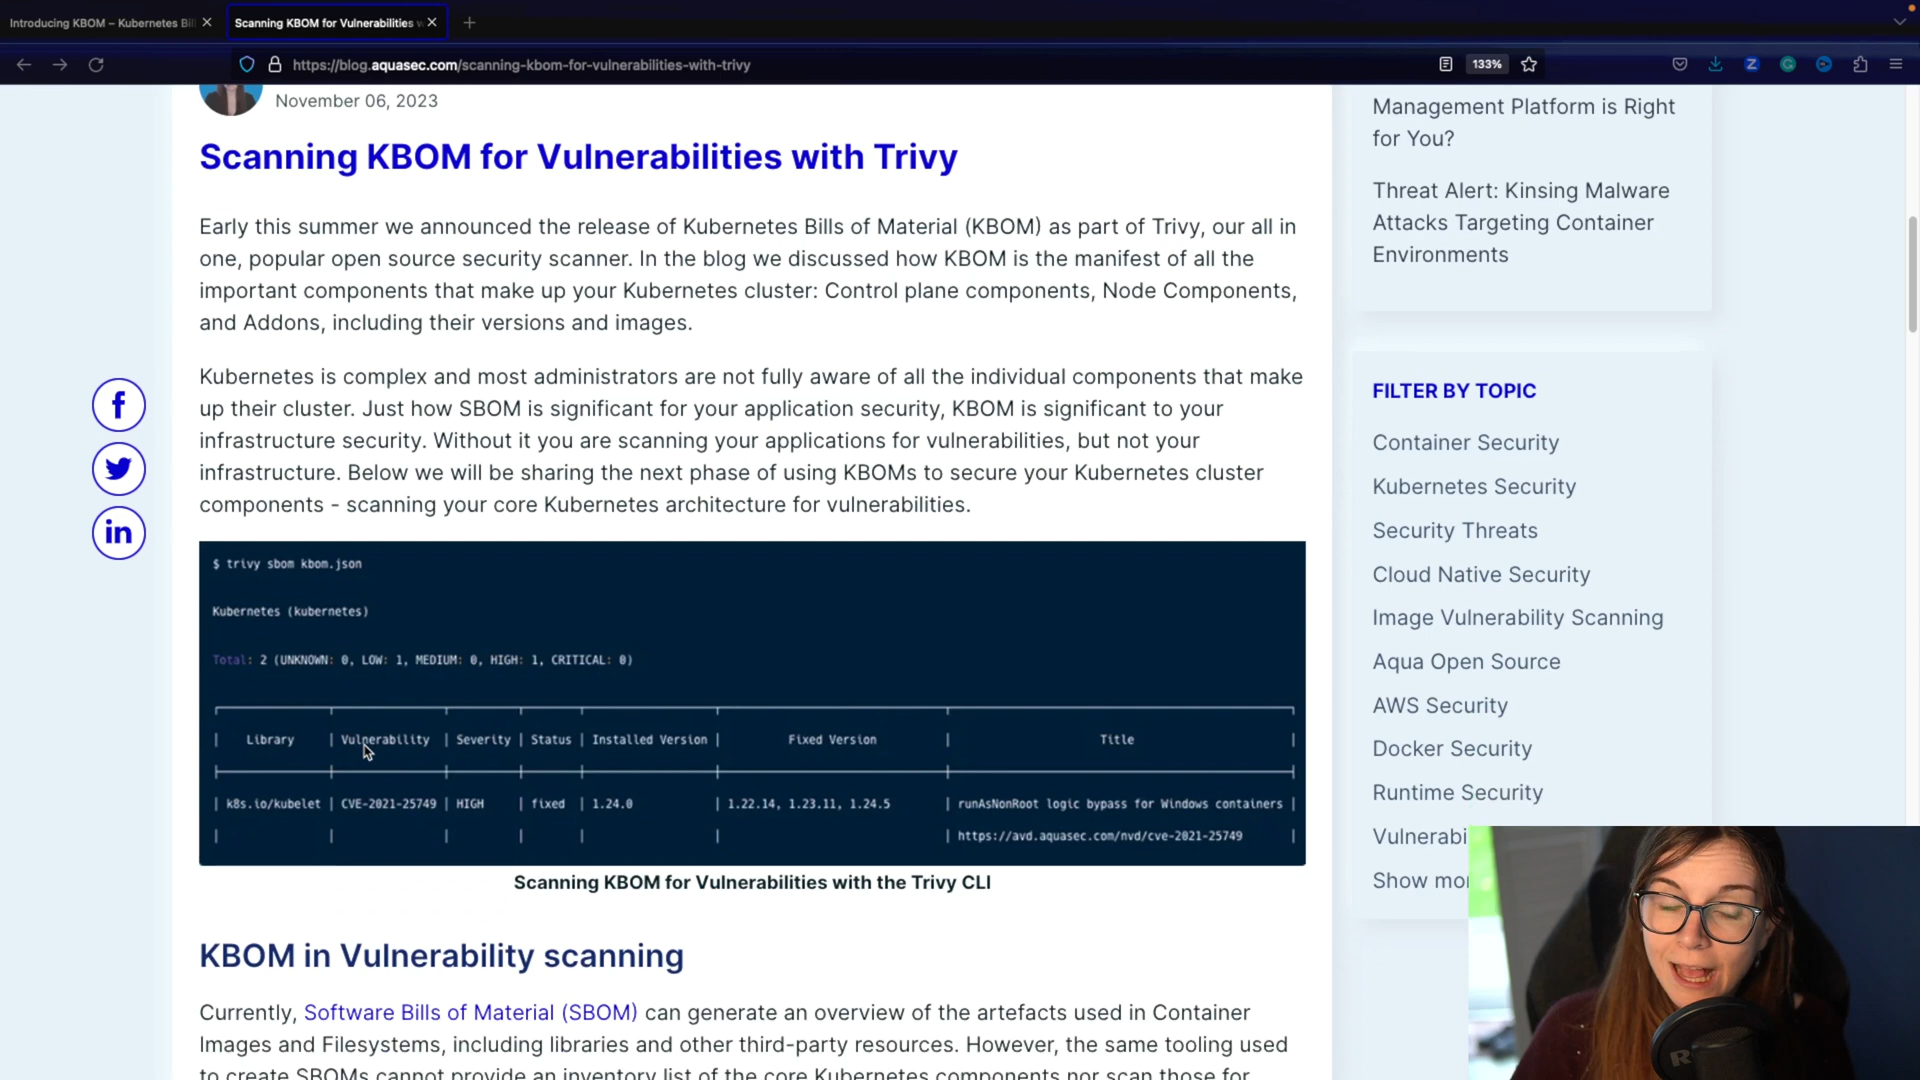 Introducing KBOM – Kubernetes Bil
Scanning KBOM for Vulnerabilities w
https://blog.aquasec.com/scanning-kbom-for-vulnerabilities-with-trivy
133%
November 06, 2023
Scanning KBOM for Vulnerabilities with Trivy
Early this summer we announced the release of Kubernetes Bills of Material (KBOM) as part of Trivy, our all in
one, popular open source security scanner. In the blog we discussed how KBOM is the manifest of all the
important components that make up your Kubernetes cluster: Control plane components, Node Components,
and Addons, including their versions and images.
Kubernetes is complex and most administrators are not fully aware of all the individual components that make
up their cluster. Just how SBOM is significant for your application security, KBOM is significant to your
infrastructure security. Without it you are scanning your applications for vulnerabilities, but not your
infrastructure. Below we will be sharing the next phase of using KBOMs to secure your Kubernetes cluster
components - scanning your core Kubernetes architecture for vulnerabilities.
$ trivy sbom kbom.json
Kubernetes (kubernetes)
Total: 2 (UNKNOWN: 0, LOW: 1, MEDIUM: 0, HIGH: 1, CRITICAL: 0)
Library | Vulnerability | Severity | Status | Installed Version | Fixed Version | Title
k8s.io/kubelet | CVE-2021-25749 | HIGH | fixed | 1.24.0 | 1.22.14, 1.23.11, 1.24.5 | runAsNonRoot logic bypass for Windows containers
https://avd.aquasec.com/nvd/cve-2021-25749
Scanning KBOM for Vulnerabilities with the Trivy CLI
KBOM in Vulnerability scanning
Currently, Software Bills of Material (SBOM) can generate an overview of the artefacts used in Container
Images and Filesystems, including libraries and other third-party resources. However, the same tooling used
to create SBOMs cannot provide an inventory list of the core Kubernetes components nor scan those for
Management Platform is Right
for You?
Threat Alert: Kinsing Malware
Attacks Targeting Container
Environments
FILTER BY TOPIC
Container Security
Kubernetes Security
Security Threats
Cloud Native Security
Image Vulnerability Scanning
Aqua Open Source
AWS Security
Docker Security
Runtime Security
Vulnerabi
Show mor